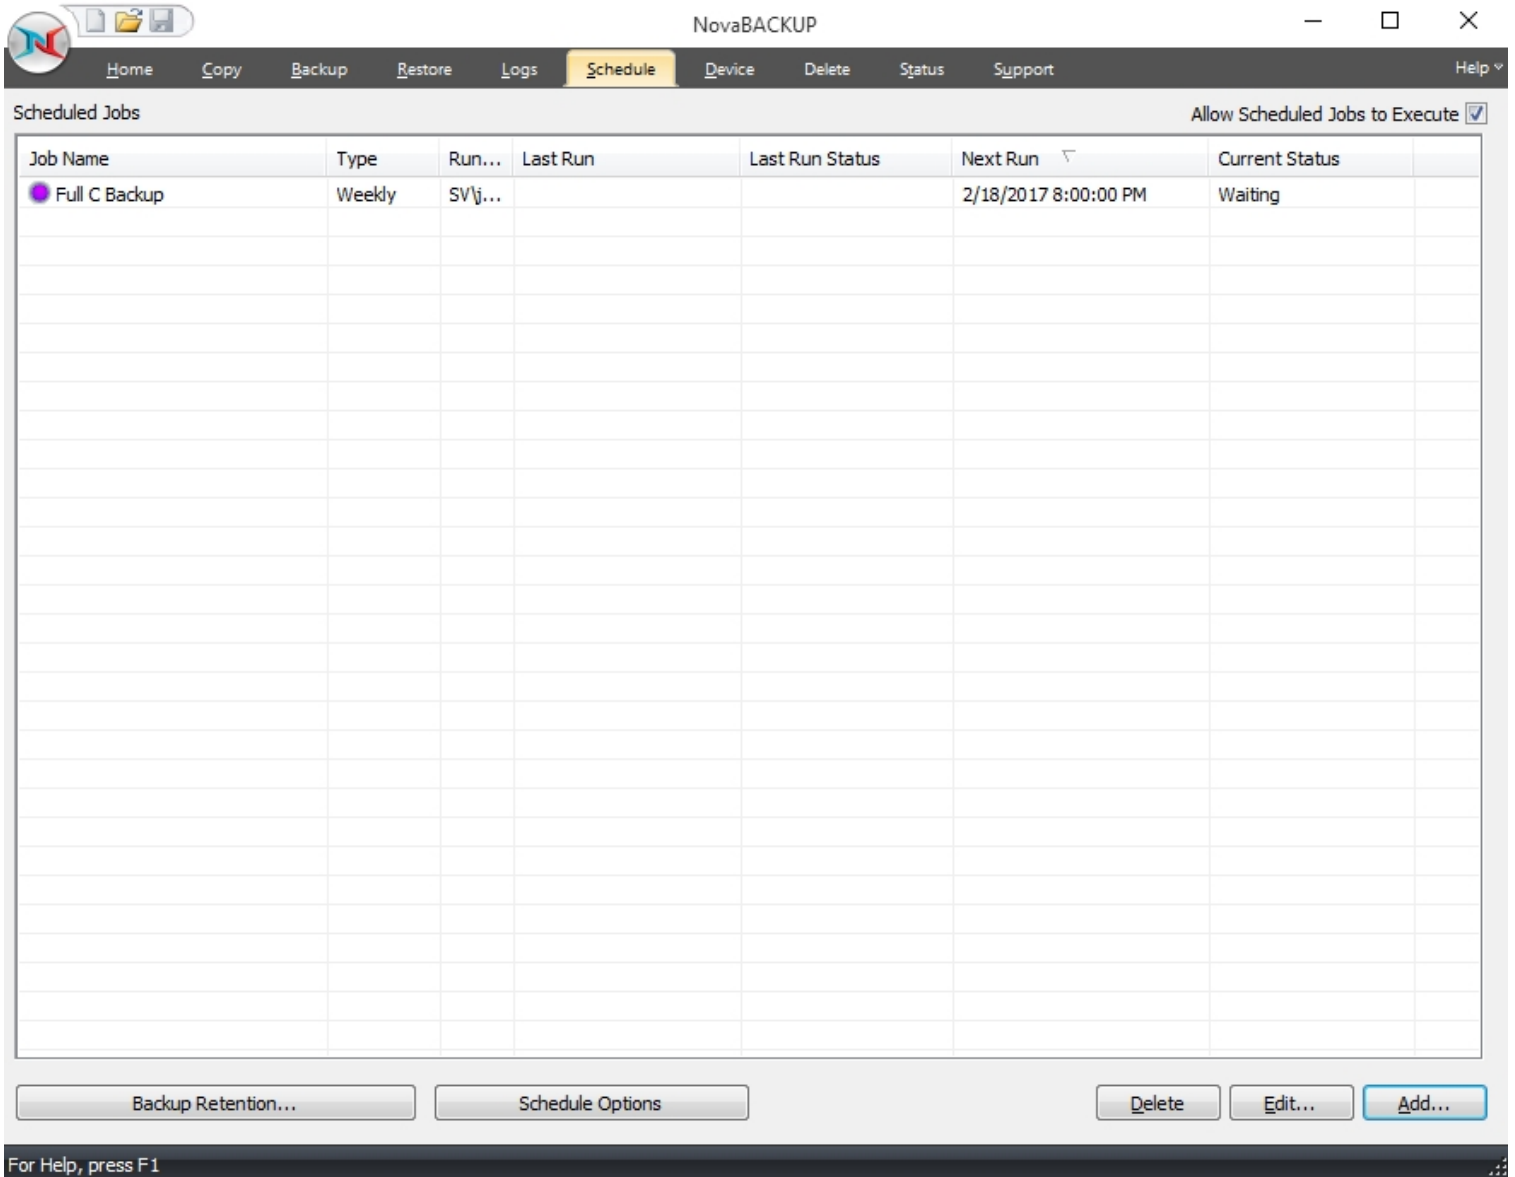 NovaBACKUP
Home Copy Backup Restore Logs Schedule Device Delete Status Support Help
Scheduled Jobs Allow Scheduled Jobs to Execute
Job Name Type Run... Last Run Last Run Status Next Run Current Status
Full C Backup Weekly SV\j... 2/18/2017 8:00:00 PM Waiting
Backup Retention... Schedule Options Delete Edit... Add...
For Help, press F1